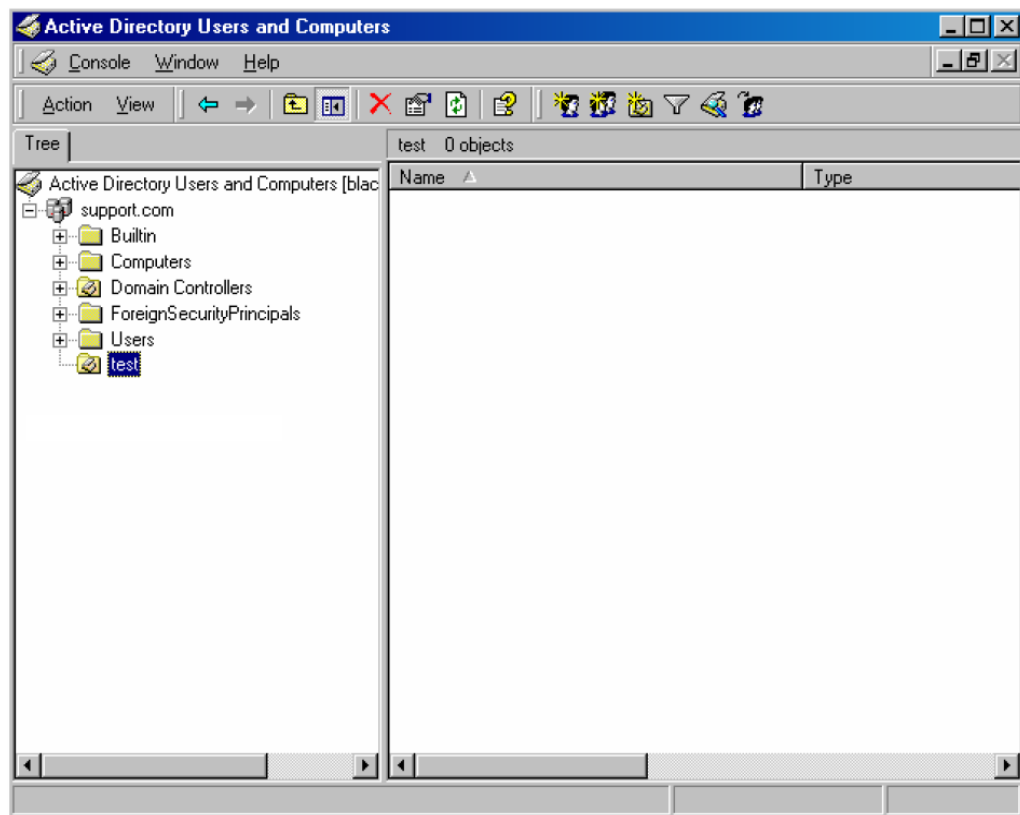 Active Directory Users and Computers
Console Window Help
Action View
Tree
test 0 objects
Name Type
Active Directory Users and Computers [blac
support.com
Builtin
Computers
Domain Controllers
ForeignSecurityPrincipals
Users
test